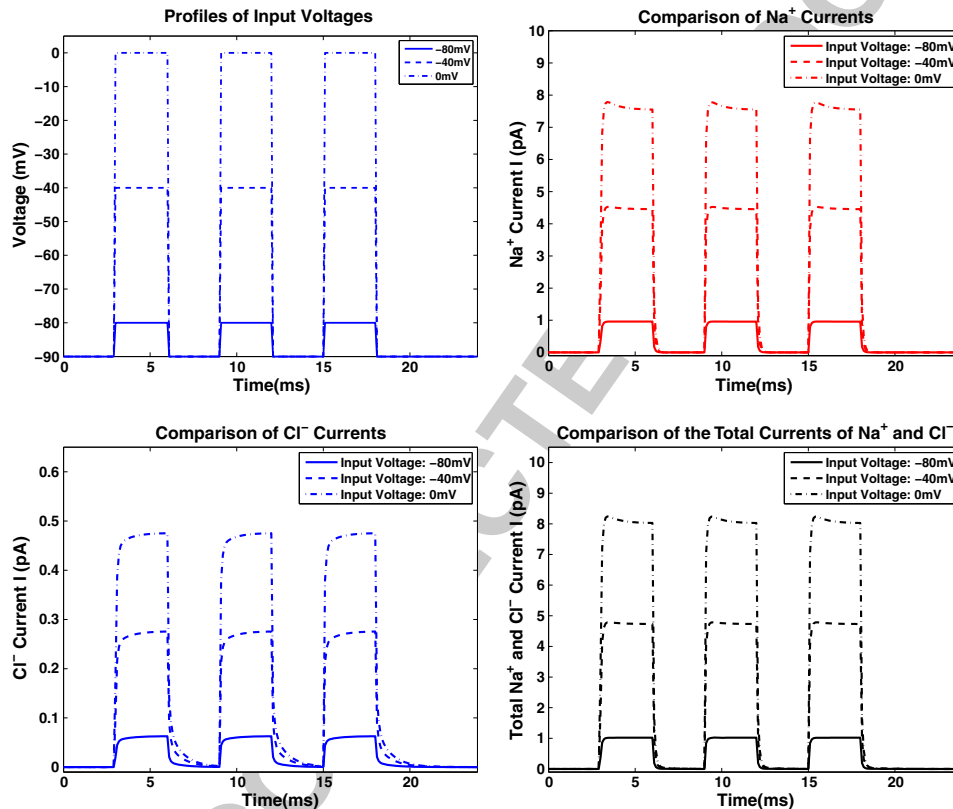 Profiles of Input Voltages
Voltage (mV)
0
−10
−20
−30
−40
−50
−60
−70
−80
−90
0
5
10
15
20
Time(ms)
−80mV
−40mV
0mV
Comparison of Na⁺ Currents
Na⁺ Current I (pA)
10
9
8
7
6
5
4
3
2
1
0
0
5
10
15
20
Time(ms)
Input Voltage: −80mV
Input Voltage: −40mV
Input Voltage: 0mV
Comparison of Cl⁻ Currents
Cl⁻ Current I (pA)
0.6
0.5
0.4
0.3
0.2
0.1
0
0
5
10
15
20
Time(ms)
Input Voltage: −80mV
Input Voltage: −40mV
Input Voltage: 0mV
Comparison of the Total Currents of Na⁺ and Cl⁻
Total Na⁺ and Cl⁻ Current I (pA)
10
9
8
7
6
5
4
3
2
1
0
0
5
10
15
20
Time(ms)
Input Voltage: −80mV
Input Voltage: −40mV
Input Voltage: 0mV
CTE